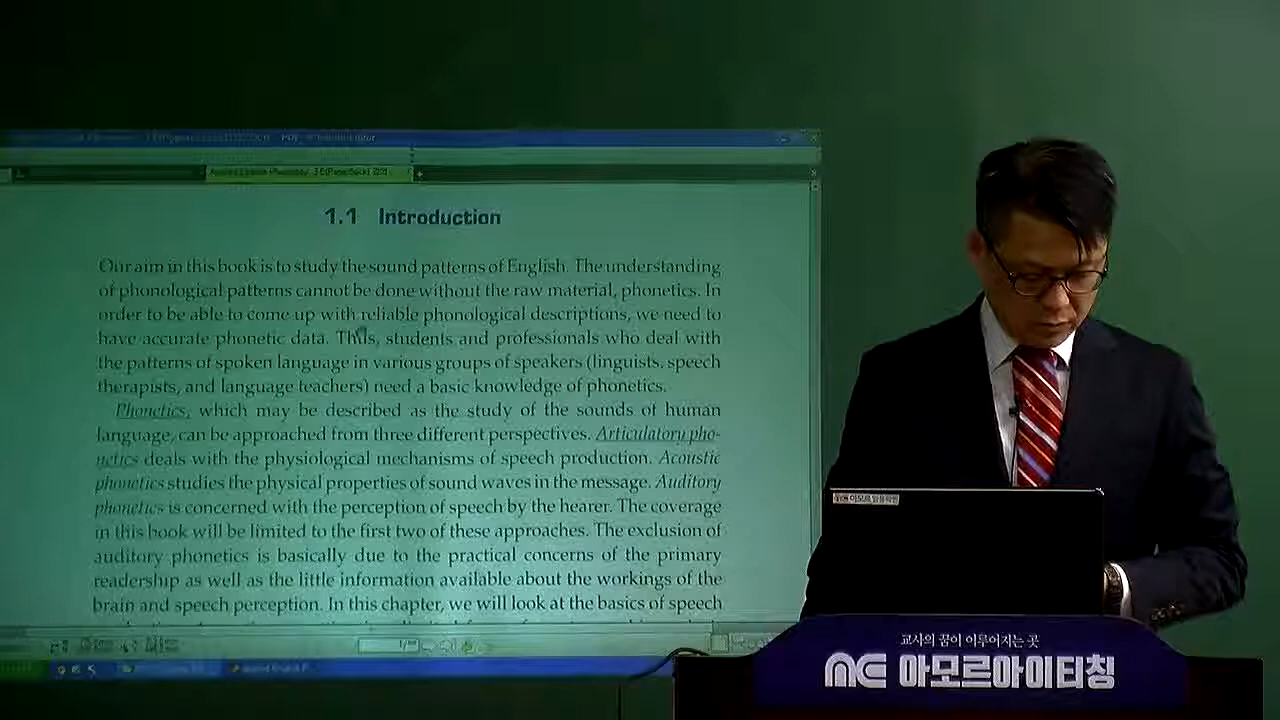 1.1 Introduction
Our aim in this book is to study the sound patterns of English. The understanding
of phonological patterns cannot be done without the raw material, phonetics. In
order to be able to come up with reliable phonological descriptions, we need to
have accurate phonetic data. Thus, students and professionals who deal with
the patterns of spoken language in various groups of speakers (linguists, speech
therapists, and language teachers) need a basic knowledge of phonetics.
Phonetics, which may be described as the study of the sounds of human
language, can be approached from three different perspectives. Articulatory pho-
netics deals with the physiological mechanisms of speech production. Acoustic
phonetics studies the physical properties of sound waves in the message. Auditory
phonetics is concerned with the perception of speech by the hearer. The coverage
in this book will be limited to the first two of these approaches. The exclusion of
auditory phonetics is basically due to the practical concerns of the primary
readership as well as the little information available about the workings of the
brain and speech perception. In this chapter, we will look at the basics of speech
교사의 꿈이 이루어지는 곳
아모르아이티칭